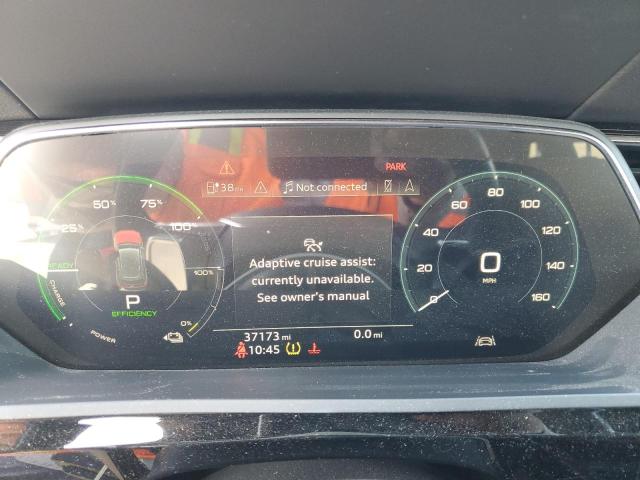 PARK
38 mi Not connected
50% 75%
25% 100
READY
CHARGE
P
EFFICIENCY
POWER
100%
0%
Adaptive cruise assist:
currently unavailable.
See owner's manual
37173 mi 0.0 mi
10:45
0 20 40 60 80 100 120 140 160
0
MPH